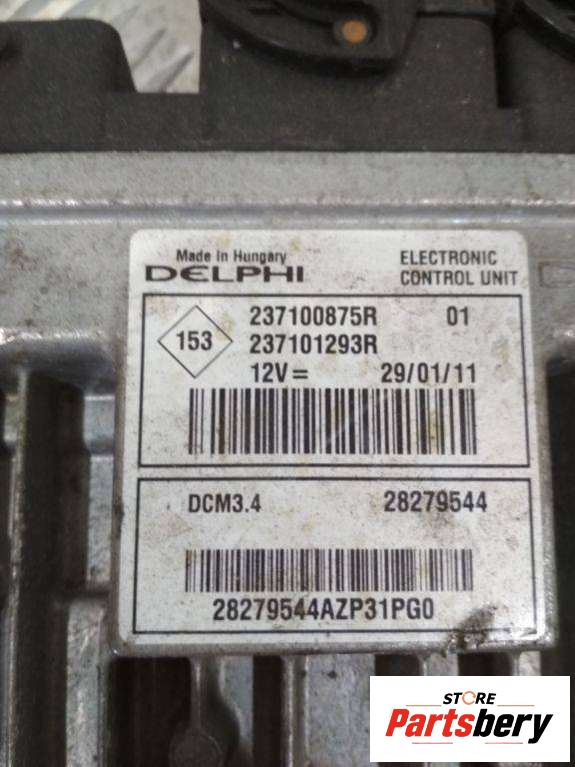 Made In Hungary
DELPHI
ELECTRONIC
CONTROL UNIT
153
237100875R 01
237101293R
12V= 29/01/11
DCM3.4 28279544
28279544AZP31PG0
STORE
Partsbery